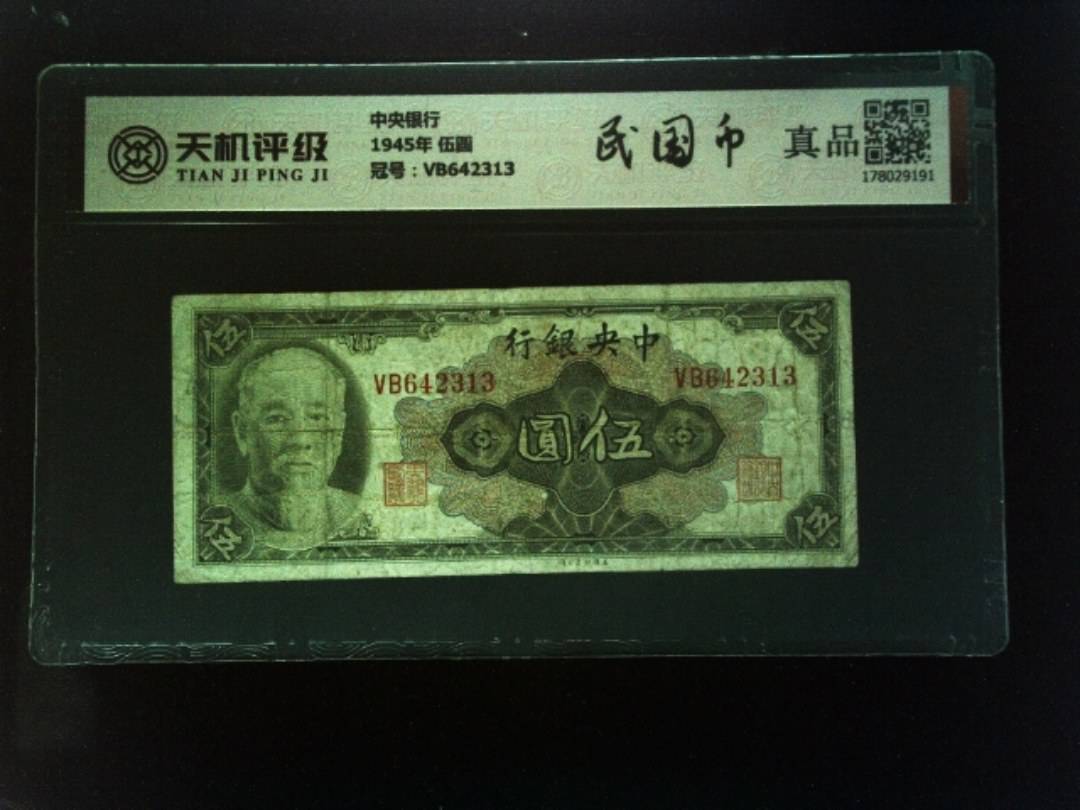 天机评级
TIAN JI PING JI
中央银行
1945年 伍圆
冠号：VB642313
民国币
真品
178029191
伍
伍
行銀央中
VB642313
VB642313
圓伍
伍
伍